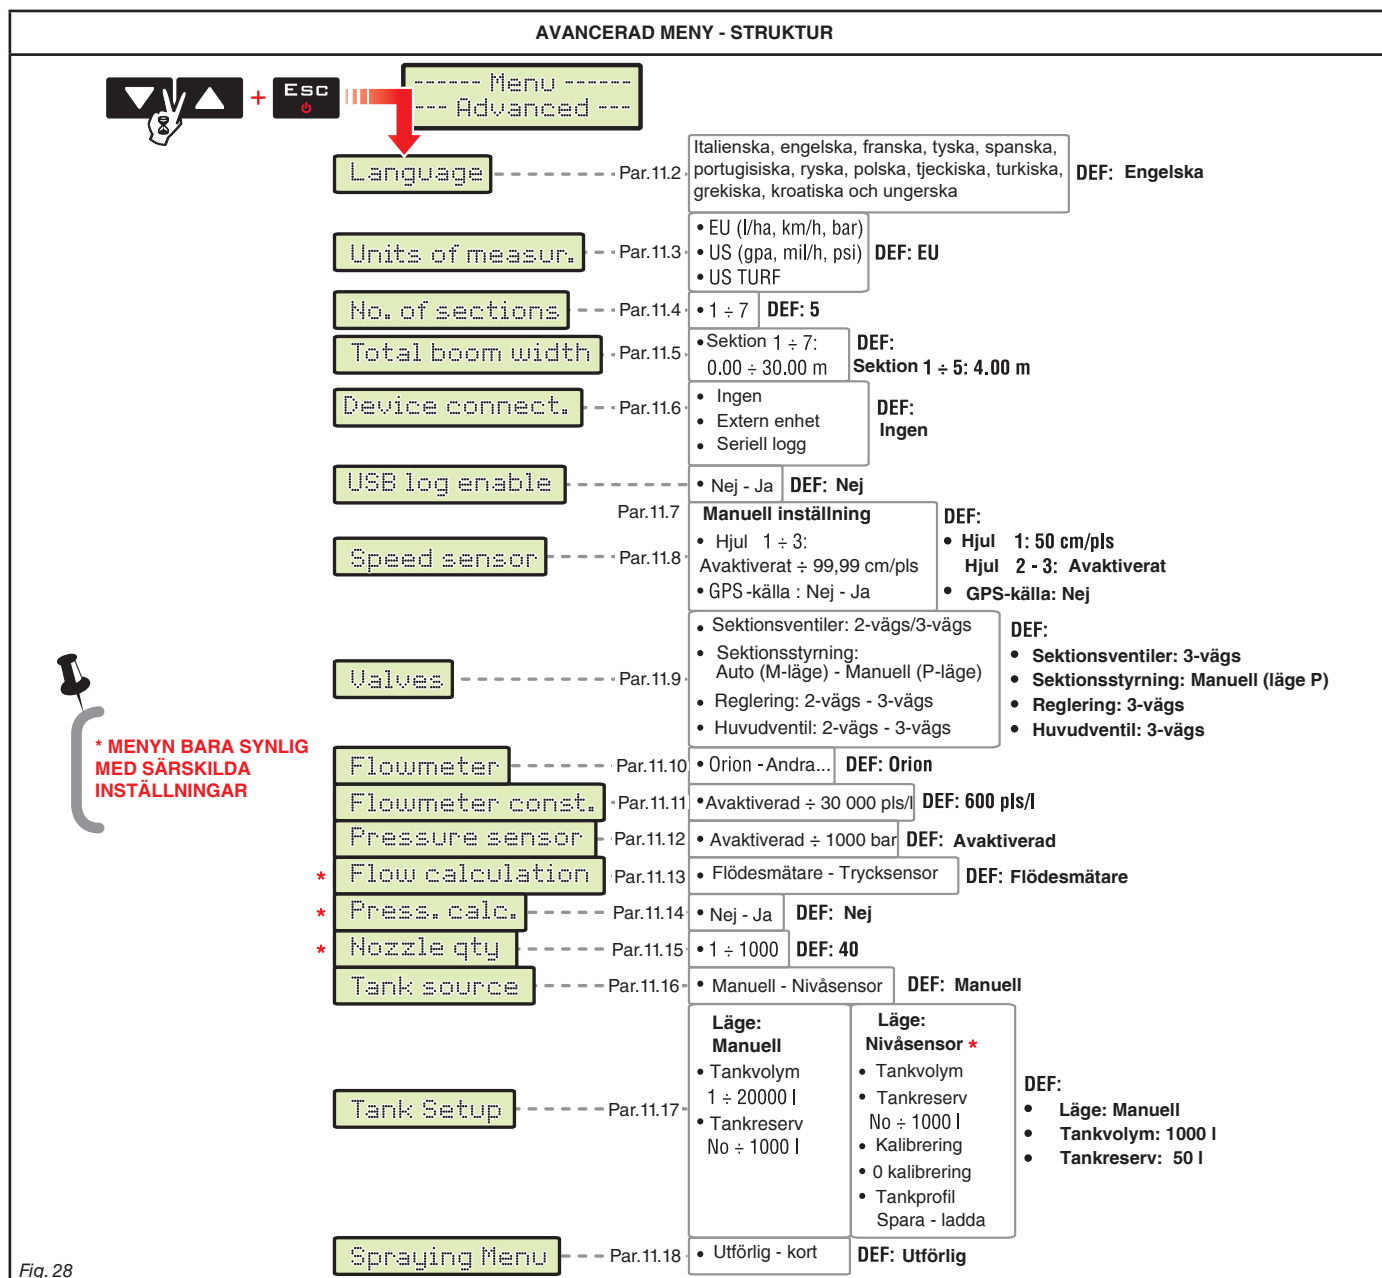 AVANCERAD MENY - STRUKTUR
+ Esc
------ Menu ------
--- Advanced ---
Language
Par.11.2
Italienska, engelska, franska, tyska, spanska,
portugisiska, ryska, polska, tjeckiska, turkiska,
grekiska, kroatiska och ungerska
DEF: Engelska
Units of measur.
Par.11.3
• EU (l/ha, km/h, bar)
• US (gpa, mil/h, psi)
• US TURF
DEF: EU
No. of sections
Par.11.4
• 1 ÷ 7
DEF: 5
Total boom width
Par.11.5
• Sektion 1 ÷ 7:
0.00 ÷ 30.00 m
DEF:
Sektion 1 ÷ 5: 4.00 m
Device connect.
Par.11.6
• Ingen
• Extern enhet
• Seriell logg
DEF:
Ingen
USB log enable
• Nej - Ja
DEF: Nej
Par.11.7
Speed sensor
Par.11.8
Manuell inställning
• Hjul 1 ÷ 3:
Avaktiverat ÷ 99,99 cm/pls
• GPS-källa : Nej - Ja
DEF:
• Hjul 1: 50 cm/pls
Hjul 2 - 3: Avaktiverat
• GPS-källa: Nej
Valves
Par.11.9
• Sektionsventiler: 2-vägs/3-vägs
• Sektionsstyrning:
Auto (M-läge) - Manuell (P-läge)
• Reglering: 2-vägs - 3-vägs
• Huvudventil: 2-vägs - 3-vägs
DEF:
• Sektionsventiler: 3-vägs
• Sektionsstyrning: Manuell (läge P)
• Reglering: 3-vägs
• Huvudventil: 3-vägs
* MENYN BARA SYNLIG
MED SÄRSKILDA
INSTÄLLNINGAR
Flowmeter
Par.11.10
• Orion - Andra...
DEF: Orion
Flowmeter const.
Par.11.11
• Avaktiverad ÷ 30 000 pls/l
DEF: 600 pls/l
Pressure sensor
Par.11.12
• Avaktiverad ÷ 1000 bar
DEF: Avaktiverad
* Flow calculation
Par.11.13
• Flödesmätare - Trycksensor
DEF: Flödesmätare
* Press. calc.
Par.11.14
• Nej - Ja
DEF: Nej
* Nozzle qty
Par.11.15
• 1 ÷ 1000
DEF: 40
Tank source
Par.11.16
• Manuell - Nivåsensor
DEF: Manuell
Tank Setup
Par.11.17
Läge:
Manuell
• Tankvolym
1 ÷ 20000 l
• Tankreserv
No ÷ 1000 l
Läge:
Nivåsensor *
• Tankvolym
• Tankreserv
No ÷ 1000 l
• Kalibrering
• 0 kalibrering
• Tankprofil
Spara - ladda
DEF:
• Läge: Manuell
• Tankvolym: 1000 l
• Tankreserv: 50 l
Spraying Menu
Par.11.18
• Utförlig - kort
DEF: Utförlig
Fig. 28